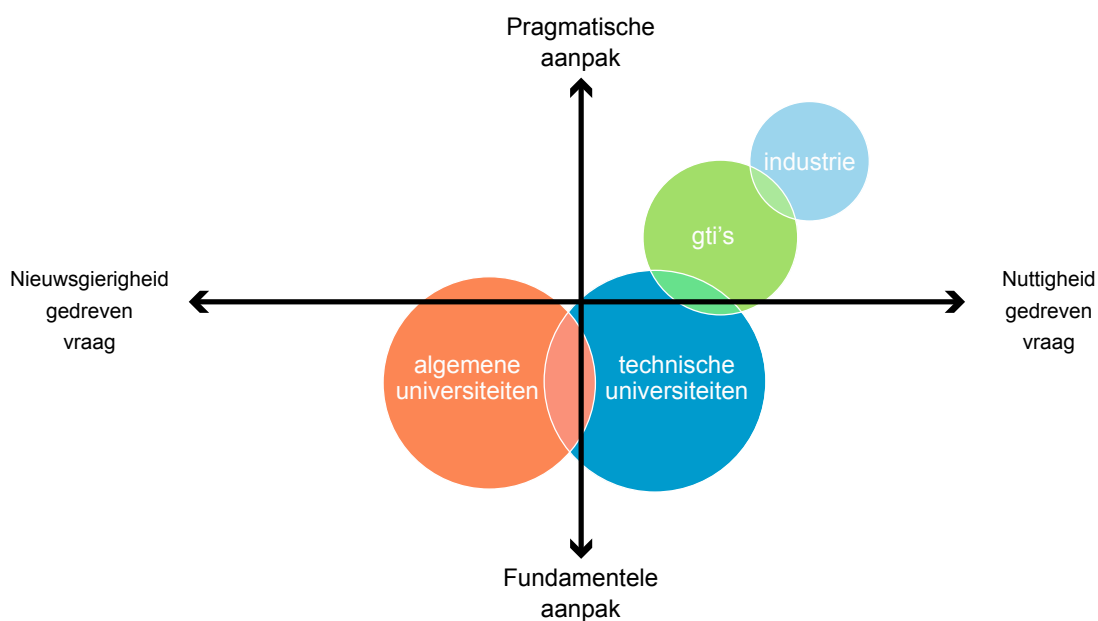 Pragmatische
aanpak
industrie
gti's
Nieuwsgierigheid
gedreven
vraag
Nuttigheid
gedreven
vraag
algemene
universiteiten
technische
universiteiten
Fundamentele
aanpak